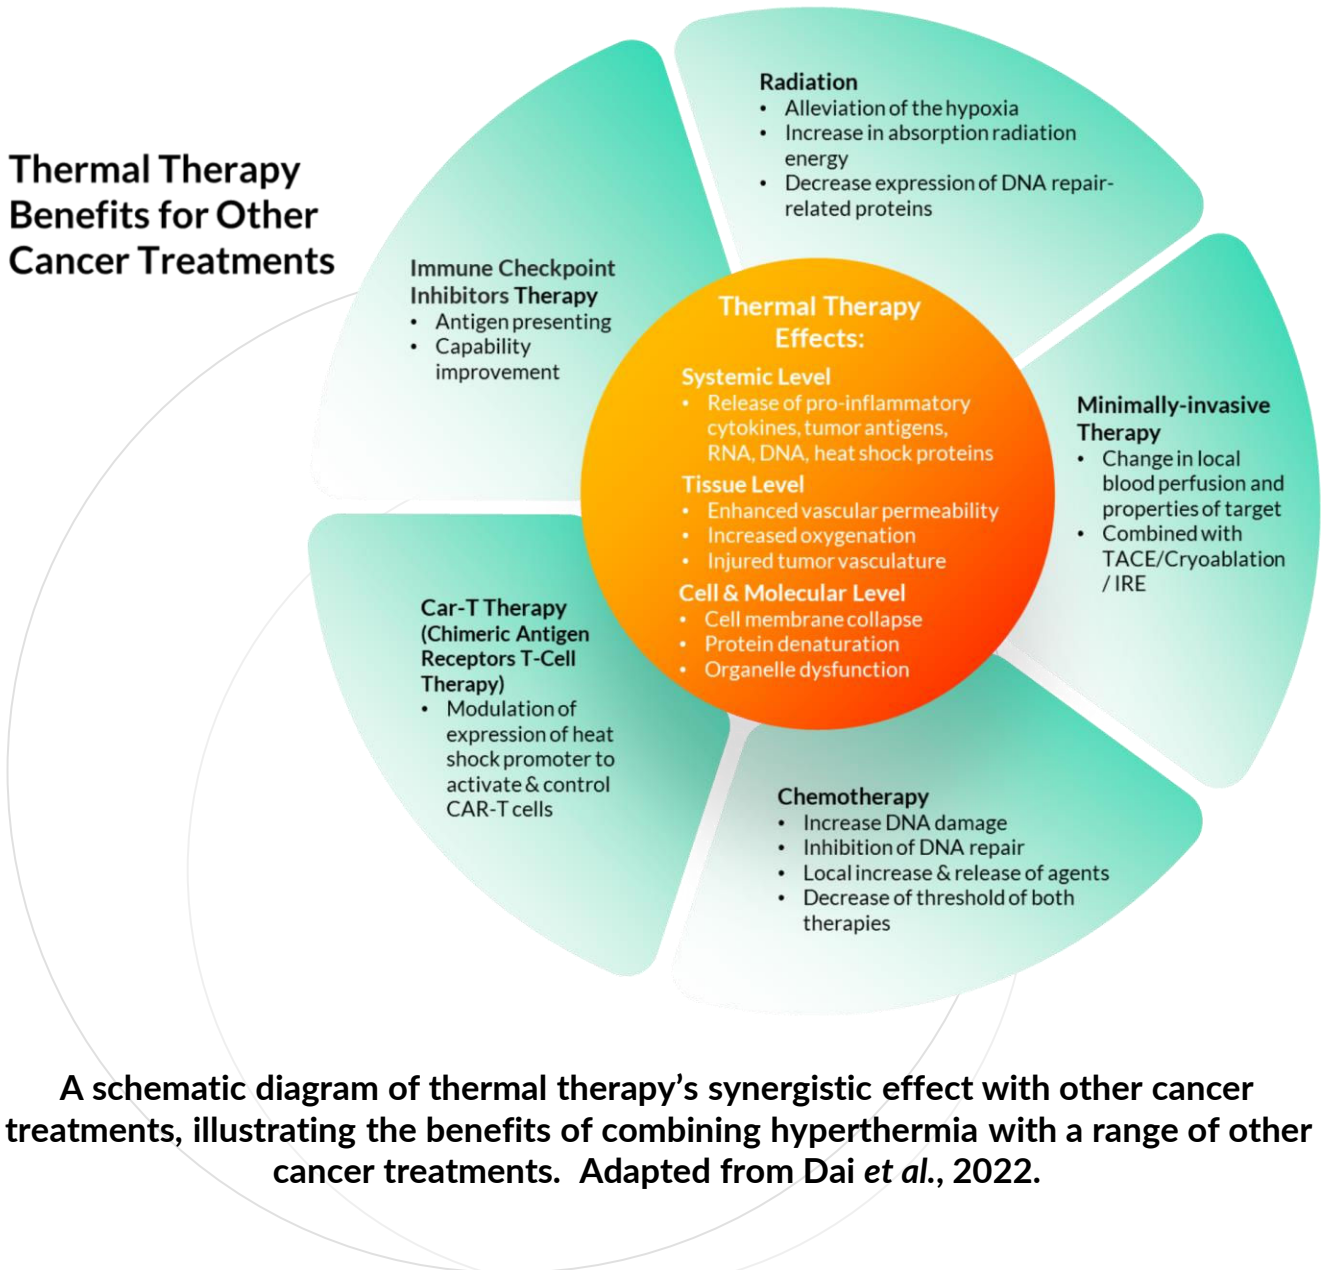 Thermal Therapy
Benefits for Other
Cancer Treatments
Radiation
• Alleviation of the hypoxia
• Increase in absorption radiation
energy
• Decrease expression of DNA repair-
related proteins
Immune Checkpoint
Inhibitors Therapy
• Antigen presenting
• Capability
improvement
Thermal Therapy
Effects:
Systemic Level
• Release of pro-inflammatory
cytokines, tumor antigens,
RNA, DNA, heat shock proteins
Tissue Level
• Enhanced vascular permeability
• Increased oxygenation
• Injured tumor vasculature
Cell & Molecular Level
• Cell membrane collapse
• Protein denaturation
• Organelle dysfunction
Minimally-invasive
Therapy
• Change in local
blood perfusion and
properties of target
• Combined with
TACE/Cryoablation
/ IRE
Car-T Therapy
(Chimeric Antigen
Receptors T-Cell
Therapy)
• Modulation of
expression of heat
shock promoter to
activate & control
CAR-T cells
Chemotherapy
• Increase DNA damage
• Inhibition of DNA repair
• Local increase & release of agents
• Decrease of threshold of both
therapies
A schematic diagram of thermal therapy’s synergistic effect with other cancer
treatments, illustrating the benefits of combining hyperthermia with a range of other
cancer treatments.  Adapted from Dai et al., 2022.